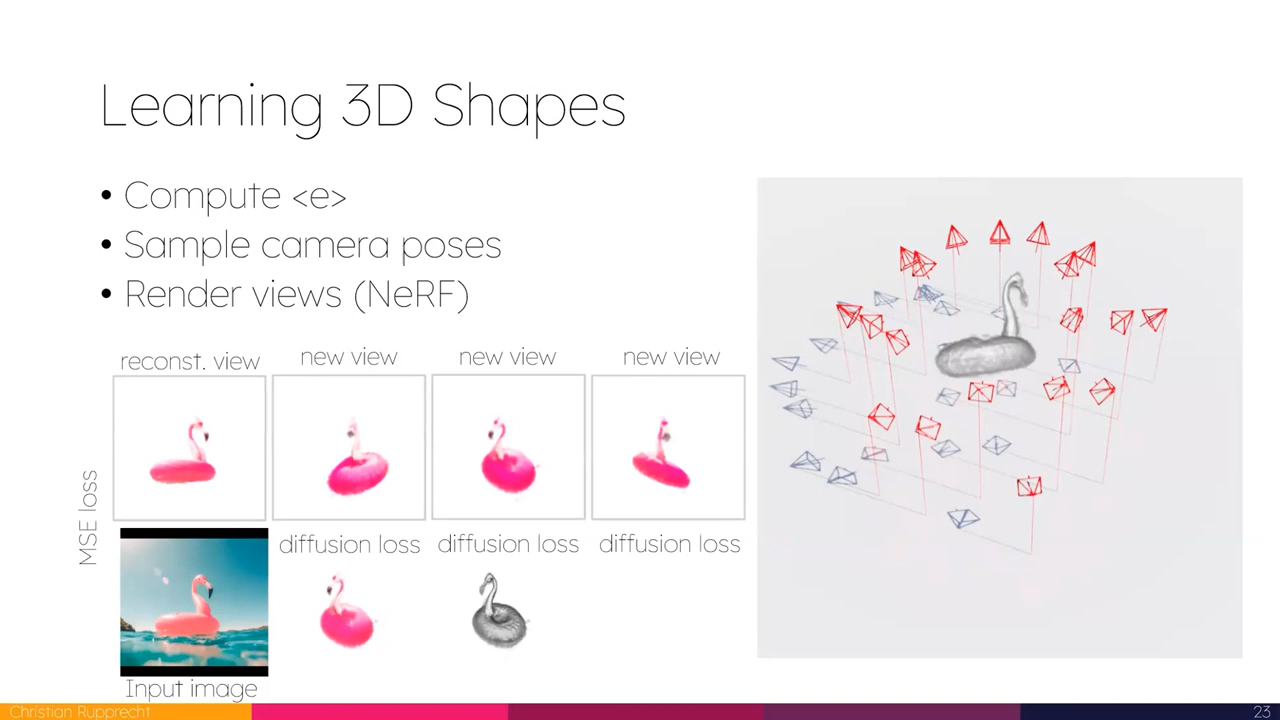 Learning 3D Shapes
• Compute <e>
• Sample camera poses
• Render views (NeRF)
reconst. view
new view
new view
new view
MSE loss
diffusion loss
diffusion loss
diffusion loss
Input image
Christian Rupprecht
23